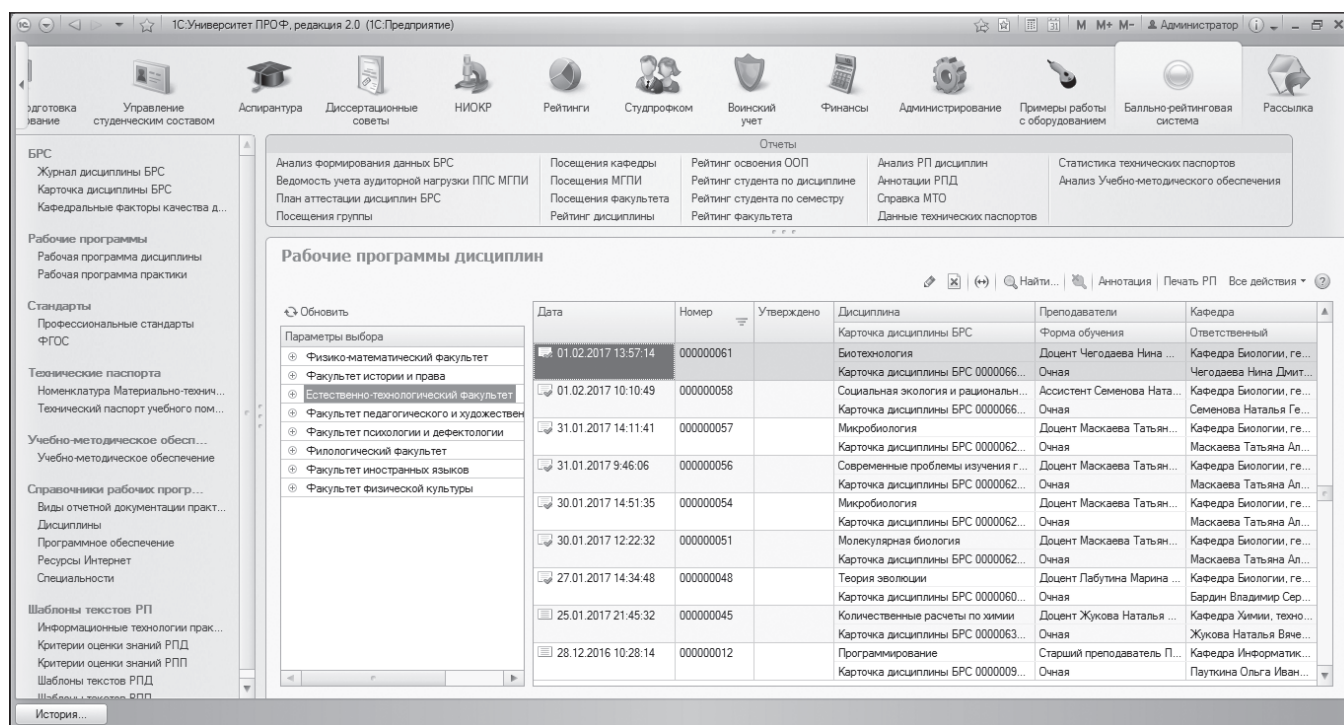 1С:Университет ПРОФ, редакция 2.0 (1С:Предприятие)
M M+ M- Администратор
Управление студенческим составом
Аспирантура
Диссертационные советы
НИОКР
Рейтинги
Студпрофком
Воинский учет
Финансы
Администрирование
Примеры работы с оборудованием
Балльно-рейтинговая система
Рассылка
БРС
Журнал дисциплины БРС
Карточка дисциплины БРС
Кафедральные факторы качества д...
Рабочие программы
Рабочая программа дисциплины
Рабочая программа практики
Стандарты
Профессиональные стандарты
ФГОС
Технические паспорта
Номенклатура Материально-технич...
Технический паспорт учебного пом...
Учебно-методическое обесп...
Учебно-методическое обеспечение
Справочники рабочих прогр...
Виды отчетной документации практ...
Дисциплины
Программное обеспечение
Ресурсы Интернет
Специальности
Шаблоны текстов РП
Информационные технологии прак...
Критерии оценки знаний РПД
Критерии оценки знаний РПП
Шаблоны текстов РПД
Отчеты
Анализ формирования данных БРС
Ведомость учета аудиторной нагрузки ППС МГПИ
План аттестации дисциплин БРС
Посещения группы
Посещения кафедры
Посещения МГПИ
Посещения факультета
Рейтинг дисциплины
Рейтинг освоения ООП
Рейтинг студента по дисциплине
Рейтинг студента по семестру
Рейтинг факультета
Анализ РП дисциплин
Аннотации РПД
Справка МТО
Данные технических паспортов
Статистика технических паспортов
Анализ Учебно-методического обеспечения
Рабочие программы дисциплин
Найти... Аннотация Печать РП Все действия
Обновить
Параметры выбора
Физико-математический факультет
Факультет истории и права
Естественно-технологический факультет
Факультет педагогического и художествен
Факультет психологии и дефектологии
Филологический факультет
Факультет иностранных языков
Факультет физической культуры
Дата Номер Утверждено Дисциплина Преподаватели Кафедра
Карточка дисциплины БРС Форма обучения Ответственный
01.02.2017 13:57:14 000000061 Биотехнология Доцент Чегодаева Нина ... Кафедра Биологии, ге...
Карточка дисциплины БРС 0000066... Очная Чегодаева Нина Дмит...
01.02.2017 10:10:49 000000058 Социальная экология и рациональн... Ассистент Семенова Ната... Кафедра Биологии, ге...
Карточка дисциплины БРС 0000066... Очная Семенова Наталья Ге...
31.01.2017 14:11:41 000000057 Микробиология Доцент Маскаева Татьян... Кафедра Биологии, ге...
Карточка дисциплины БРС 0000062... Очная Маскаева Татьяна Ал...
31.01.2017 9:46:06 000000056 Современные проблемы изучения г... Доцент Маскаева Татьян... Кафедра Биологии, ге...
Карточка дисциплины БРС 0000062... Очная Маскаева Татьяна Ал...
30.01.2017 14:51:35 000000054 Микробиология Доцент Маскаева Татьян... Кафедра Биологии, ге...
Карточка дисциплины БРС 0000062... Очная Маскаева Татьяна Ал...
30.01.2017 12:22:32 000000051 Молекулярная биология Доцент Маскаева Татьян... Кафедра Биологии, ге...
Карточка дисциплины БРС 0000062... Очная Маскаева Татьяна Ал...
27.01.2017 14:34:48 000000048 Теория эволюции Доцент Лабутина Марина ... Кафедра Биологии, ге...
Карточка дисциплины БРС 0000060... Очная Бардин Владимир Сер...
25.01.2017 21:45:32 000000045 Количественные расчеты по химии Доцент Жукова Наталья ... Кафедра Химии, техно...
Карточка дисциплины БРС 0000063... Очная Жукова Наталья Вяче...
28.12.2016 10:28:14 000000012 Программирование Старший преподаватель П... Кафедра Информатик...
Карточка дисциплины БРС 0000009... Очная Пауткина Ольга Иван...
История...